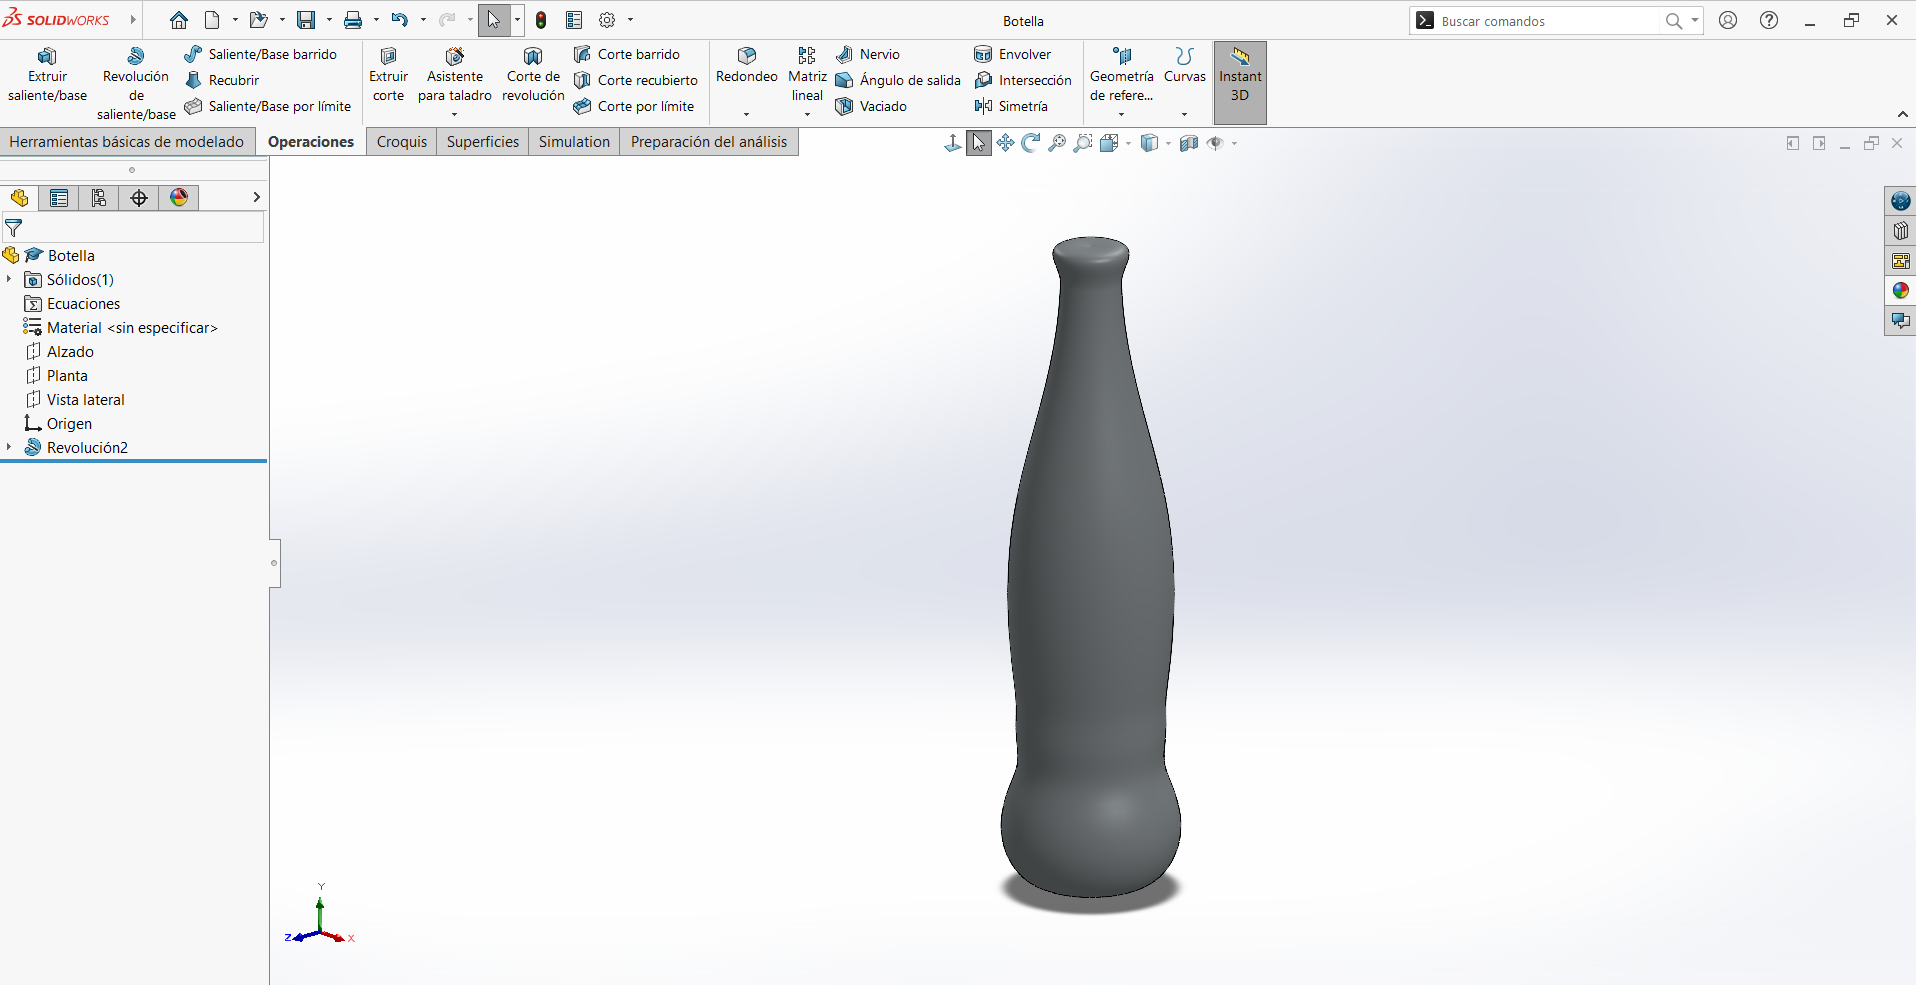 SOLIDWORKS
Botella
Buscar comandos
Extruir saliente/base
Revolución de saliente/base
Saliente/Base barrido
Recubrir
Saliente/Base por límite
Extruir corte
Asistente para taladro
Corte de revolución
Corte barrido
Corte recubierto
Corte por límite
Redondeo
Matriz lineal
Nervio
Ángulo de salida
Vaciado
Envolver
Intersección
Simetría
Geometría de refere...
Curvas
Instant 3D
Herramientas básicas de modelado
Operaciones
Croquis
Superficies
Simulation
Preparación del análisis
Botella
Sólidos(1)
Ecuaciones
Material <sin especificar>
Alzado
Planta
Vista lateral
Origen
Revolución2
Y
Z
X